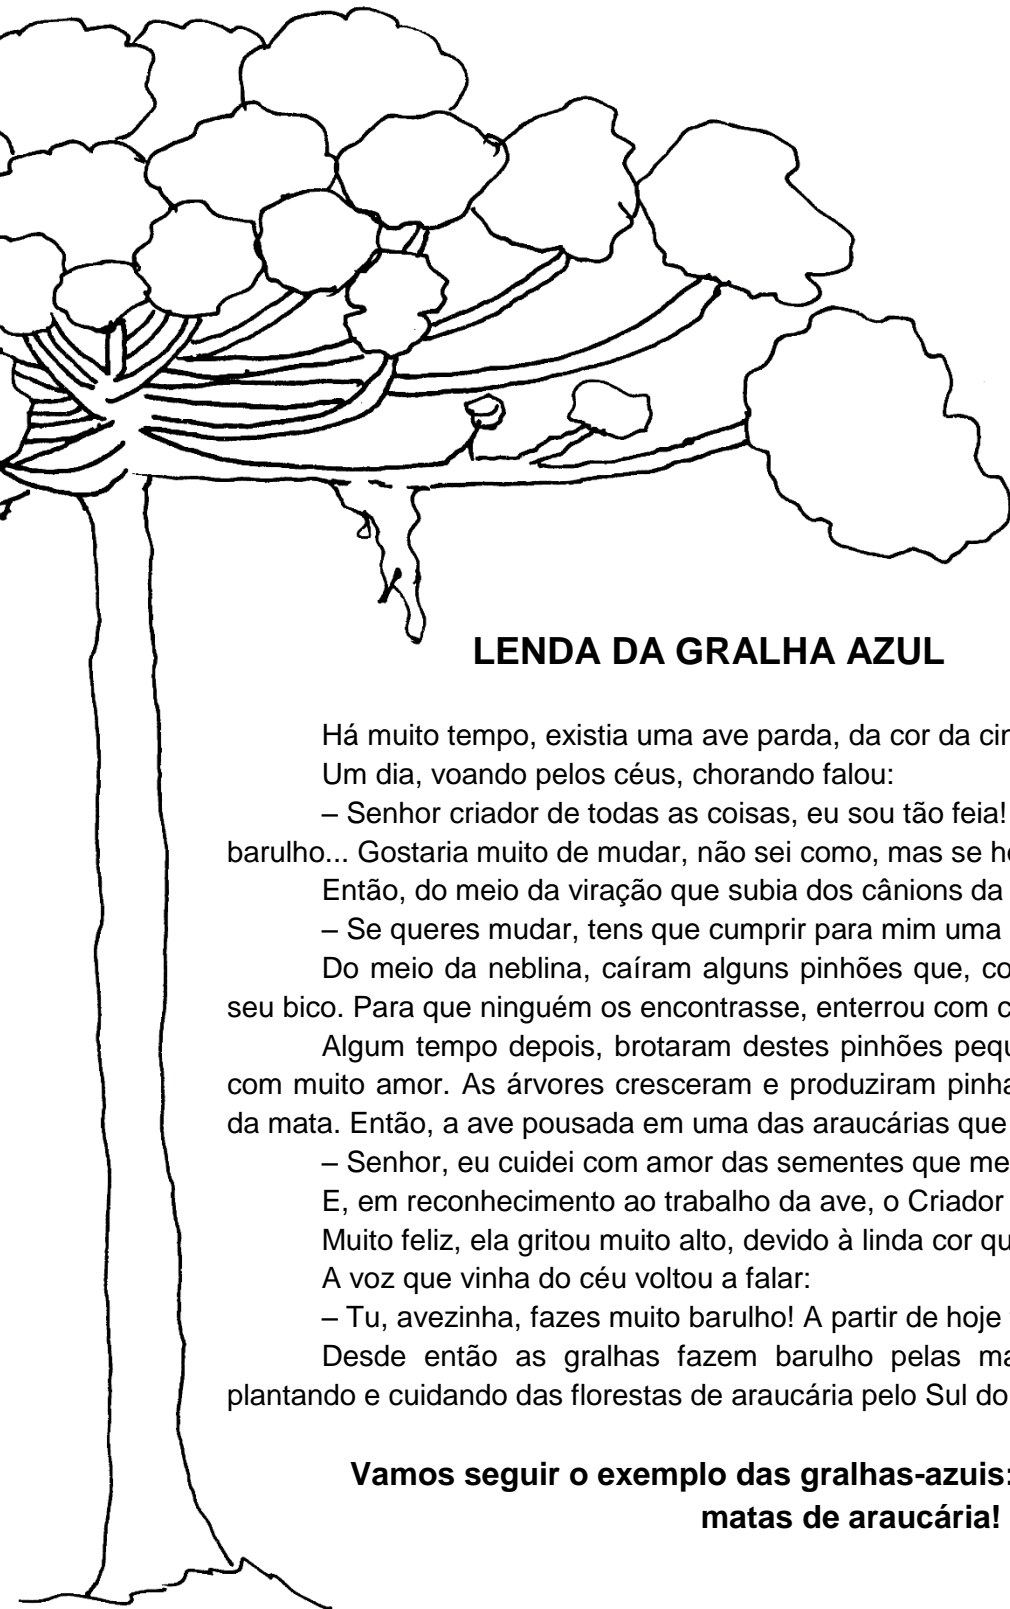 LENDA DA GRALHA AZUL
Há muito tempo, existia uma ave parda, da cor da
Um dia, voando pelos céus, chorando falou:
– Senhor criador de todas as coisas, eu sou tão feia!
barulho... Gostaria muito de mudar, não sei como, mas se
Então, do meio da viração que subia dos cânions da
– Se queres mudar, tens que cumprir para mim uma
Do meio da neblina, caíram alguns pinhões que,
seu bico. Para que ninguém os encontrasse, enterrou com
Algum tempo depois, brotaram destes pinhões
com muito amor. As árvores cresceram e produziram
da mata. Então, a ave pousada em uma das araucárias que
– Senhor, eu cuidei com amor das sementes que me
E, em reconhecimento ao trabalho da ave, o Criador
Muito feliz, ela gritou muito alto, devido à linda cor
A voz que vinha do céu voltou a falar:
– Tu, avezinha, fazes muito barulho! A partir de hoje
Desde então as gralhas fazem barulho pelas
plantando e cuidando das florestas de araucária pelo Sul do
Vamos seguir o exemplo das gralhas-azuis:
matas de araucária!